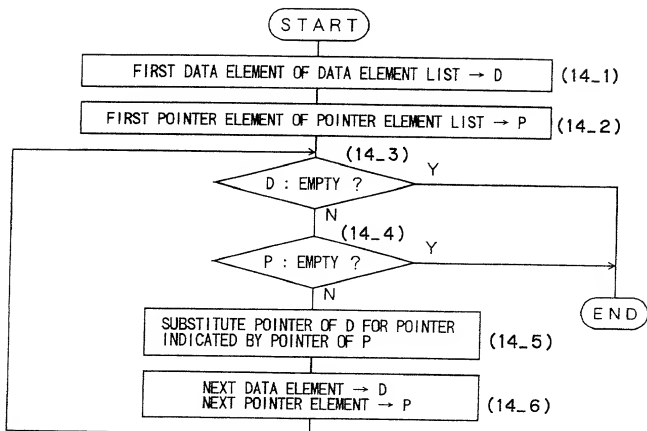 START
FIRST DATA ELEMENT OF DATA ELEMENT LIST → D (14_1)
FIRST POINTER ELEMENT OF POINTER ELEMENT LIST → P (14_2)
(14_3)
D : EMPTY ? Y
N
(14_4)
P : EMPTY ? Y
N
END
SUBSTITUTE POINTER OF D FOR POINTER
INDICATED BY POINTER OF P (14_5)
NEXT DATA ELEMENT → D
NEXT POINTER ELEMENT → P (14_6)